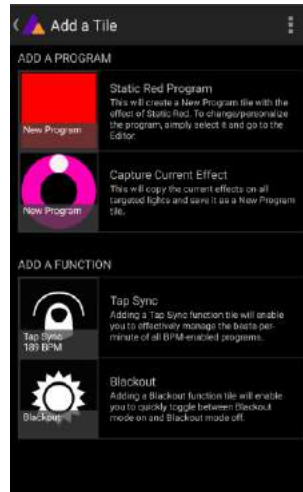 Add a Tile
ADD A PROGRAM
Static Red Program
This will create a New Program tile with the
effect of Static Red. To change/personalize
the program, simply select it and go to the
Editor.
New Program
Capture Current Effect
This will copy the current effects on all
targeted lights and save it as a New Program
tile.
New Program
ADD A FUNCTION
Tap Sync
Adding a Tap Sync function tile will enable
you to effectively manage the beats-per-
minute of all BPM-enabled programs.
Tap Sync
189 BPM
Blackout
Adding a Blackout function tile will enable
you to quickly toggle between Blackout
mode on and Blackout mode off.
Blackout